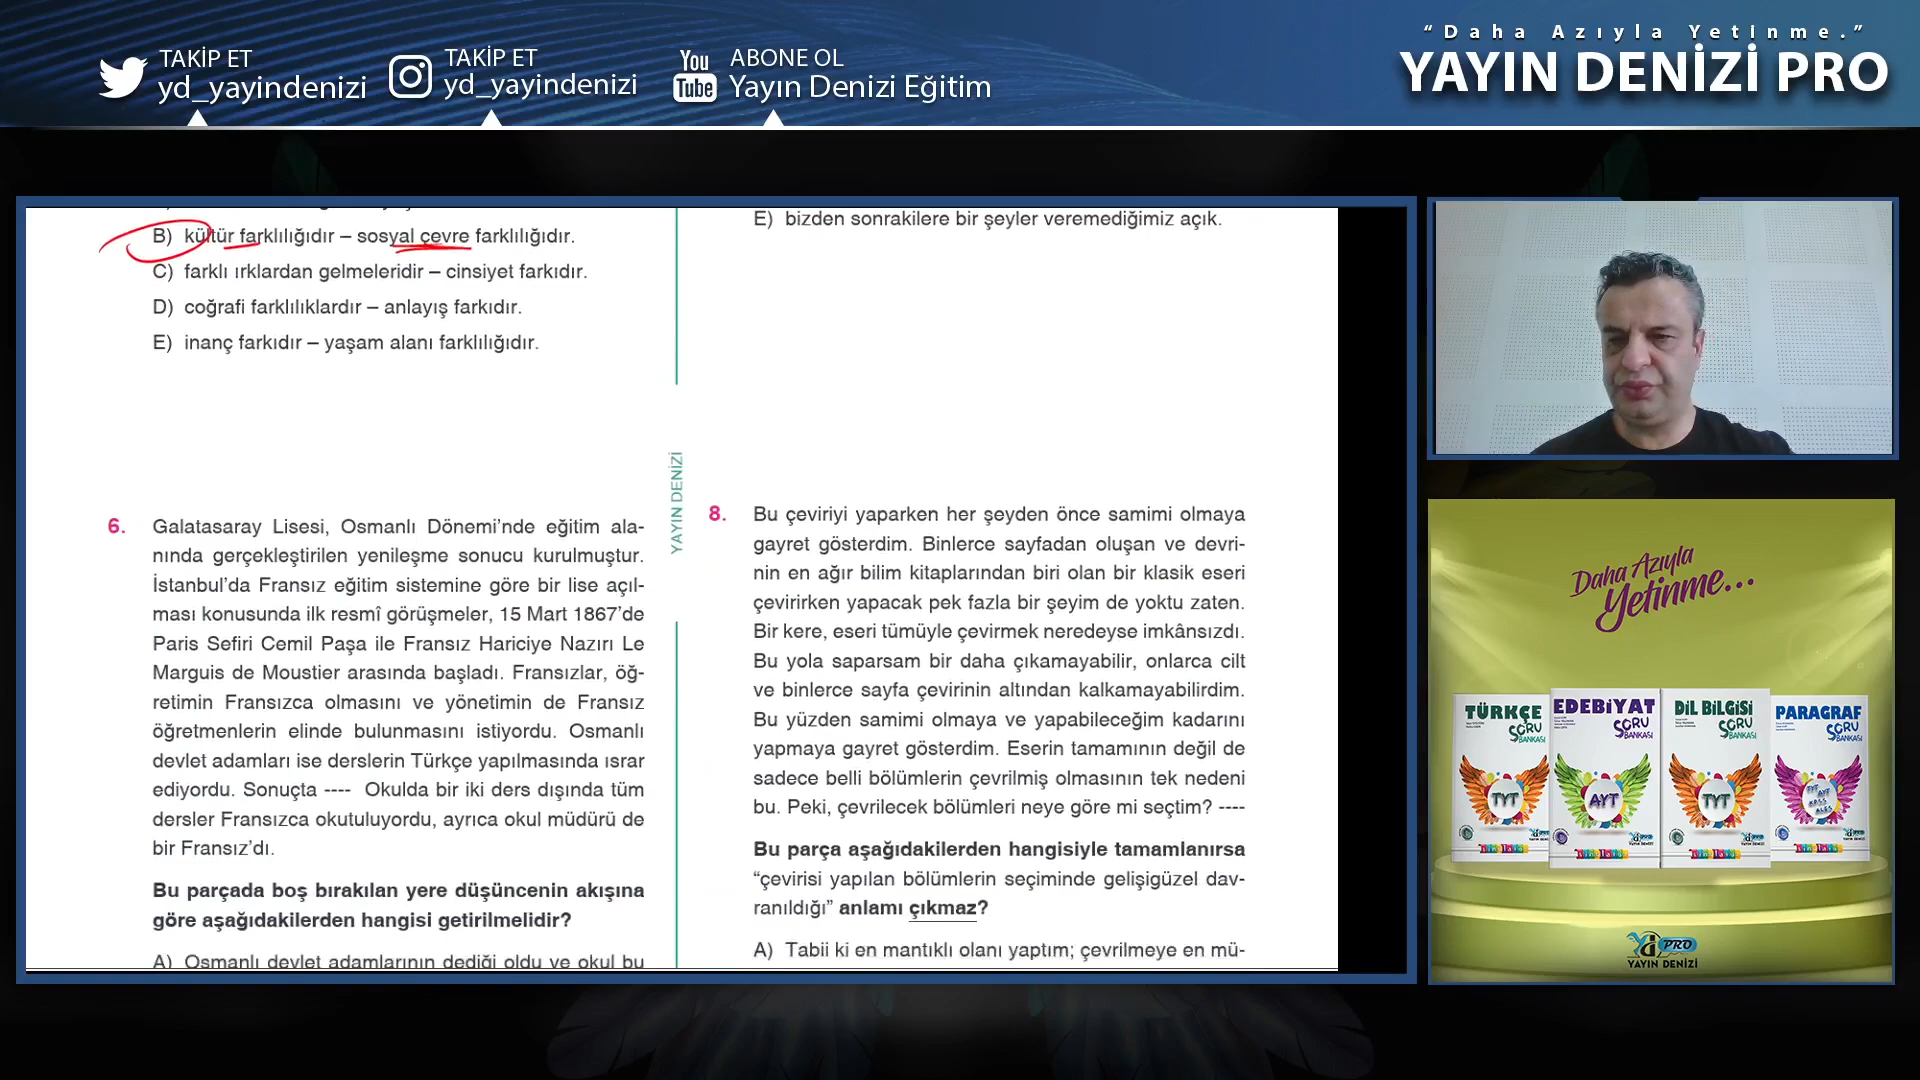 TAKİP ET
yd_yayindenizi
TAKİP ET
yd_yayindenizi
You
Tube
ABONE OL
Yayın Denizi Eğitim
“Daha Azıyla Yetinme.”
YAYIN DENİZİ PRO
B) kültür farklılığıdır – sosyal çevre farklılığıdır.
C) farklı ırklardan gelmeleridir – cinsiyet farkıdır.
D) coğrafi farklılıklardır – anlayış farkıdır.
E) inanç farkıdır – yaşam alanı farklılığıdır.
6. Galatasaray Lisesi, Osmanlı Dönemi’nde eğitim ala-
nında gerçekleştirilen yenileşme sonucu kurulmuştur.
İstanbul’da Fransız eğitim sistemine göre bir lise açıl-
ması konusunda ilk resmî görüşmeler, 15 Mart 1867’de
Paris Sefiri Cemil Paşa ile Fransız Hariciye Nazırı Le
Marguis de Moustier arasında başladı. Fransızlar, öğ-
retimin Fransızca olmasını ve yönetimin de Fransız
öğretmenlerin elinde bulunmasını istiyordu. Osmanlı
devlet adamları ise derslerin Türkçe yapılmasında ısrar
ediyordu. Sonuçta ---- Okulda bir iki ders dışında tüm
dersler Fransızca okutuluyordu, ayrıca okul müdürü de
bir Fransız’dı.
Bu parçada boş bırakılan yere düşüncenin akışına
göre aşağıdakilerden hangisi getirilmelidir?
A) Osmanlı devlet adamlarının dediği oldu ve okul bu
YAYIN DENİZİ
E) bizden sonrakilere bir şeyler veremediğimiz açık.
8. Bu çeviriyi yaparken her şeyden önce samimi olmaya
gayret gösterdim. Binlerce sayfadan oluşan ve devri-
nin en ağır bilim kitaplarından biri olan bir klasik eseri
çevirirken yapacak pek fazla bir şeyim de yoktu zaten.
Bir kere, eseri tümüyle çevirmek neredeyse imkânsızdı.
Bu yola saparsam bir daha çıkamayabilir, onlarca cilt
ve binlerce sayfa çevirinin altından kalkamayabilirdim.
Bu yüzden samimi olmaya ve yapabileceğim kadarını
yapmaya gayret gösterdim. Eserin tamamının değil de
sadece belli bölümlerin çevrilmiş olmasının tek nedeni
bu. Peki, çevrilecek bölümleri neye göre mi seçtim? ----
Bu parça aşağıdakilerden hangisiyle tamamlanırsa
“çevirisi yapılan bölümlerin seçiminde gelişigüzel dav-
ranıldığı” anlamı çıkmaz?
A) Tabii ki en mantıklı olanı yaptım; çevrilmeye en mü-
Daha Azıyla
Yetinme...
TÜRKÇE
SORU
BANKASI
TYT
EDEBİYAT
SORU
BANKASI
AYT
DİL BİLGİSİ
SORU
BANKASI
TYT
PARAGRAF
SORU
BANKASI
PRO
YAYIN DENİZİ